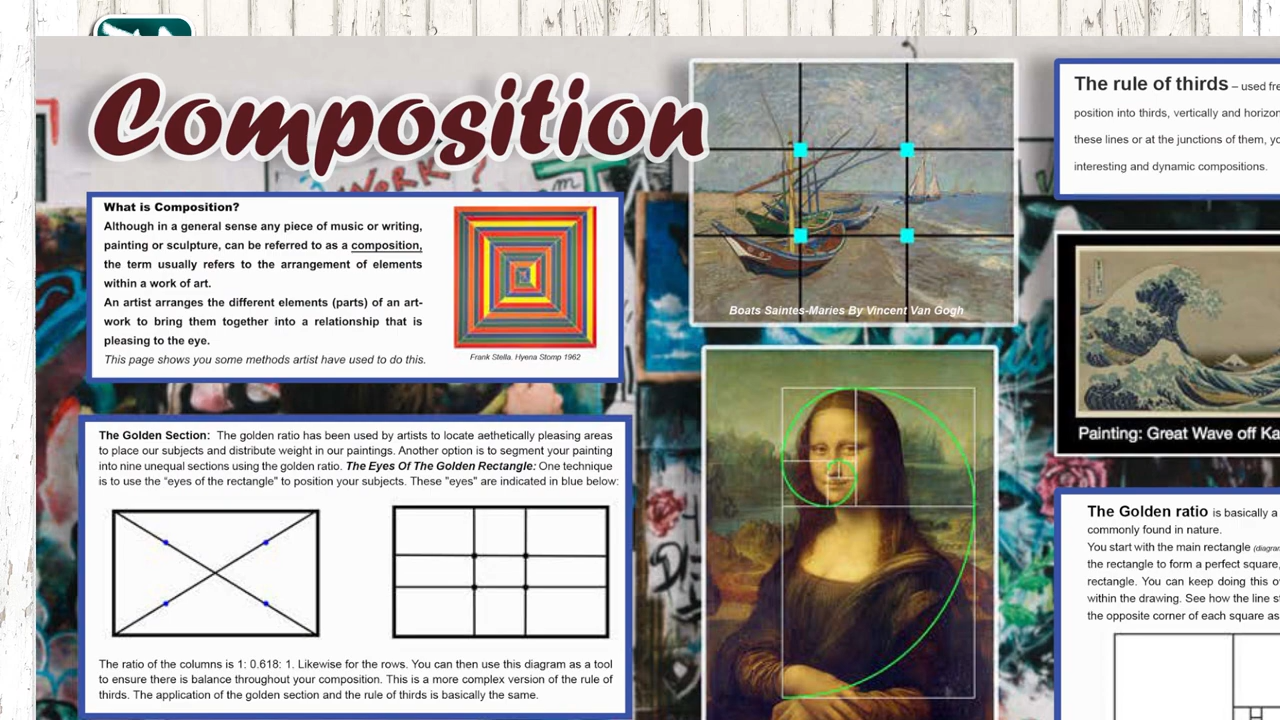 Composition
What is Composition?
Although in a general sense any piece of music or writing,
painting or sculpture, can be referred to as a composition,
the term usually refers to the arrangement of elements
within a work of art.
An artist arranges the different elements (parts) of an art-
work to bring them together into a relationship that is
pleasing to the eye.
This page shows you some methods artist have used to do this.
Frank Stella. Hyena Stomp 1962
The Golden Section: The golden ratio has been used by artists to locate aethetically pleasing areas
to place our subjects and distribute weight in our paintings. Another option is to segment your painting
into nine unequal sections using the golden ratio. The Eyes Of The Golden Rectangle: One technique
is to use the "eyes of the rectangle" to position your subjects. These "eyes" are indicated in blue below:
The ratio of the columns is 1: 0.618: 1. Likewise for the rows. You can then use this diagram as a tool
to ensure there is balance throughout your composition. This is a more complex version of the rule of
thirds. The application of the golden section and the rule of thirds is basically the same.
WORK?
Boats Saintes-Maries By Vincent Van Gogh
The rule of thirds – used fre
position into thirds, vertically and horizon
these lines or at the junctions of them, yo
interesting and dynamic compositions.
Painting: Great Wave off Ka
The Golden ratio is basically a
commonly found in nature.
You start with the main rectangle (diagram
the rectangle to form a perfect square,
rectangle. You can keep doing this o
within the drawing. See how the line s
the opposite corner of each square as